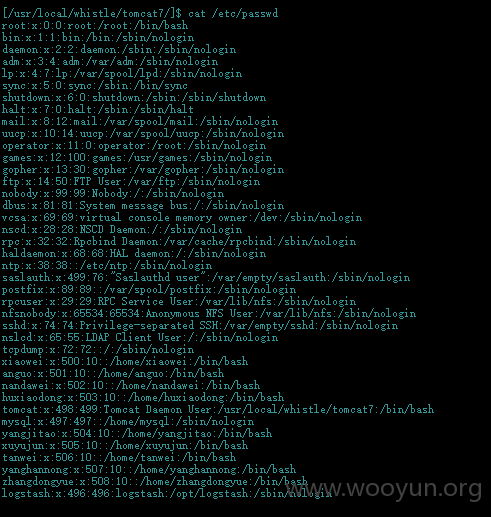 [/usr/local/whistle/tomcat7/]$ cat /etc/passwd
root:x:0:0:root:/root:/bin/bash
bin:x:1:1:bin:/bin:/sbin/nologin
daemon:x:2:2:daemon:/sbin:/sbin/nologin
adm:x:3:4:adm:/var/adm:/sbin/nologin
lp:x:4:7:lp:/var/spool/lpd:/sbin/nologin
sync:x:5:0:sync:/sbin:/bin/sync
shutdown:x:6:0:shutdown:/sbin:/sbin/shutdown
halt:x:7:0:halt:/sbin:/sbin/halt
mail:x:8:12:mail:/var/spool/mail:/sbin/nologin
uucp:x:10:14:uucp:/var/spool/uucp:/sbin/nologin
operator:x:11:0:operator:/root:/sbin/nologin
games:x:12:100:games:/usr/games:/sbin/nologin
gopher:x:13:30:gopher:/var/gopher:/sbin/nologin
ftp:x:14:50:FTP User:/var/ftp:/sbin/nologin
nobody:x:99:99:Nobody:/:/sbin/nologin
dbus:x:81:81:System message bus:/:/sbin/nologin
vcsa:x:69:69:virtual console memory owner:/dev:/sbin/nologin
nscd:x:28:28:NSCD Daemon:/:/sbin/nologin
rpc:x:32:32:Rpcbind Daemon:/var/cache/rpcbind:/sbin/nologin
haldaemon:x:68:68:HAL daemon:/:/sbin/nologin
ntp:x:38:38::/etc/ntp:/sbin/nologin
saslauth:x:499:76:"Saslauthd user":/var/empty/saslauth:/sbin/nologin
postfix:x:89:89::/var/spool/postfix:/sbin/nologin
rpcuser:x:29:29:RPC Service User:/var/lib/nfs:/sbin/nologin
nfsnobody:x:65534:65534:Anonymous NFS User:/var/lib/nfs:/sbin/nologin
sshd:x:74:74:Privilege-separated SSH:/var/empty/sshd:/sbin/nologin
nslcd:x:65:55:LDAP Client User:/:/sbin/nologin
tcpdump:x:72:72::/:/sbin/nologin
xiaowei:x:500:10::/home/xiaowei:/bin/bash
anguo:x:501:10::/home/anguo:/bin/bash
nandawei:x:502:10::/home/nandawei:/bin/bash
huxiaodong:x:503:10::/home/huxiaodong:/bin/bash
tomcat:x:498:499:Tomcat Daemon User:/usr/local/whistle/tomcat7:/bin/bash
mysql:x:497:497::/home/mysql:/sbin/nologin
yangjitao:x:504:10::/home/yangjitao:/bin/bash
xuyujun:x:505:10::/home/xuyujun:/bin/bash
tanwei:x:506:10::/home/tanwei:/bin/bash
yanghannong:x:507:10::/home/yanghannong:/bin/bash
zhangdongyue:x:508:10::/home/zhangdongyue:/bin/bash
logstash:x:496:496:logstash:/opt/logstash:/sbin/nologin
www.wooyun.org